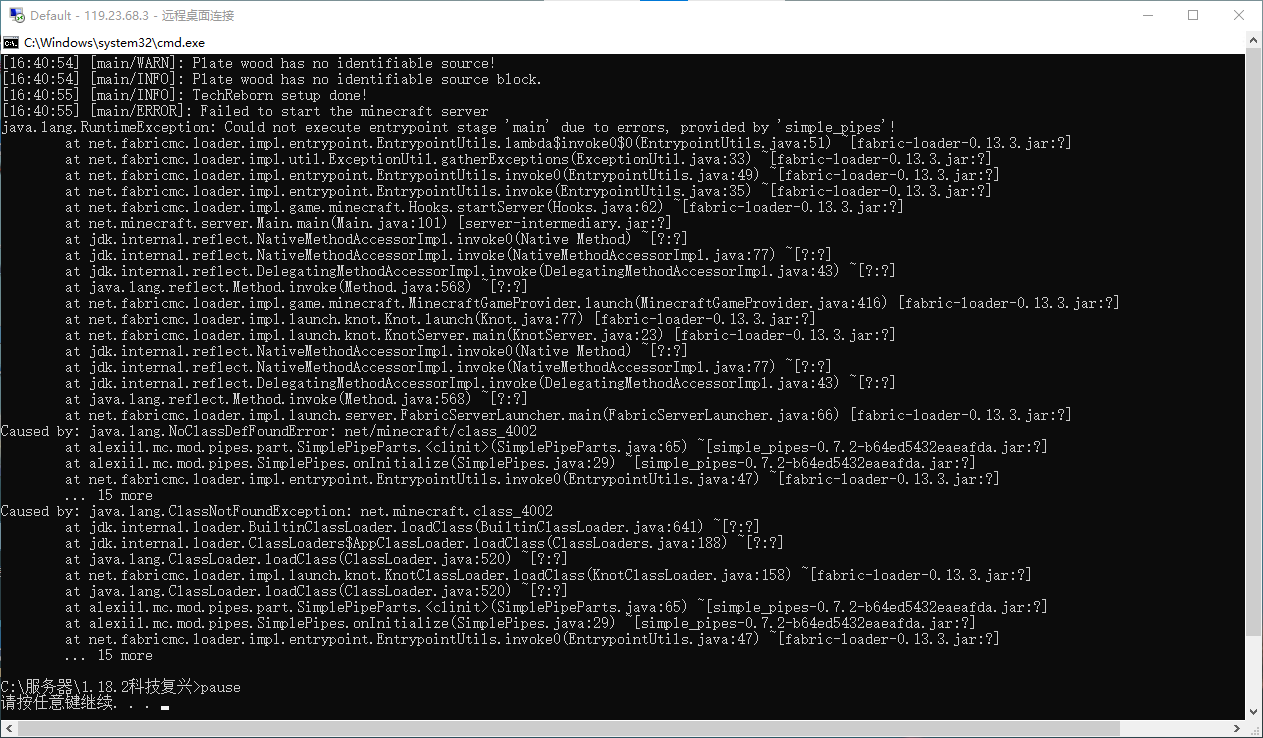 Default - 119.23.68.3 - 远程桌面连接
C:\Windows\system32\cmd.exe
[16:40:54] [main/WARN]: Plate wood has no identifiable source!
[16:40:54] [main/INFO]: Plate wood has no identifiable source block.
[16:40:55] [main/INFO]: TechReborn setup done!
[16:40:55] [main/ERROR]: Failed to start the minecraft server
java.lang.RuntimeException: Could not execute entrypoint stage 'main' due to errors, provided by 'simple_pipes'!
at net.fabricmc.loader.impl.entrypoint.EntrypointUtils.lambda$invoke0$0(EntrypointUtils.java:51) ~[fabric-loader-0.13.3.jar:?]
at net.fabricmc.loader.impl.util.ExceptionUtil.gatherExceptions(ExceptionUtil.java:33) ~[fabric-loader-0.13.3.jar:?]
at net.fabricmc.loader.impl.entrypoint.EntrypointUtils.invoke0(EntrypointUtils.java:49) ~[fabric-loader-0.13.3.jar:?]
at net.fabricmc.loader.impl.entrypoint.EntrypointUtils.invoke(EntrypointUtils.java:35) ~[fabric-loader-0.13.3.jar:?]
at net.fabricmc.loader.impl.game.minecraft.Hooks.startServer(Hooks.java:62) ~[fabric-loader-0.13.3.jar:?]
at net.minecraft.server.Main.main(Main.java:101) [server-intermediary.jar:?]
at jdk.internal.reflect.NativeMethodAccessorImpl.invoke0(Native Method) ~[?:?]
at jdk.internal.reflect.NativeMethodAccessorImpl.invoke(NativeMethodAccessorImpl.java:77) ~[?:?]
at jdk.internal.reflect.DelegatingMethodAccessorImpl.invoke(DelegatingMethodAccessorImpl.java:43) ~[?:?]
at java.lang.reflect.Method.invoke(Method.java:568) ~[?:?]
at net.fabricmc.loader.impl.game.minecraft.MinecraftGameProvider.launch(MinecraftGameProvider.java:416) [fabric-loader-0.13.3.jar:?]
at net.fabricmc.loader.impl.launch.knot.Knot.launch(Knot.java:77) [fabric-loader-0.13.3.jar:?]
at net.fabricmc.loader.impl.launch.knot.KnotServer.main(KnotServer.java:23) [fabric-loader-0.13.3.jar:?]
at jdk.internal.reflect.NativeMethodAccessorImpl.invoke0(Native Method) ~[?:?]
at jdk.internal.reflect.NativeMethodAccessorImpl.invoke(NativeMethodAccessorImpl.java:77) ~[?:?]
at jdk.internal.reflect.DelegatingMethodAccessorImpl.invoke(DelegatingMethodAccessorImpl.java:43) ~[?:?]
at java.lang.reflect.Method.invoke(Method.java:568) ~[?:?]
at net.fabricmc.loader.impl.launch.server.FabricServerLauncher.main(FabricServerLauncher.java:66) [fabric-loader-0.13.3.jar:?]
Caused by: java.lang.NoClassDefFoundError: net/minecraft/class_4002
at alexiil.mc.mod.pipes.part.SimplePipeParts.<clinit>(SimplePipeParts.java:65) ~[simple_pipes-0.7.2-b64ed5432eaeafda.jar:?]
at alexiil.mc.mod.pipes.SimplePipes.onInitialize(SimplePipes.java:29) ~[simple_pipes-0.7.2-b64ed5432eaeafda.jar:?]
at net.fabricmc.loader.impl.entrypoint.EntrypointUtils.invoke0(EntrypointUtils.java:47) ~[fabric-loader-0.13.3.jar:?]
... 15 more
Caused by: java.lang.ClassNotFoundException: net.minecraft.class_4002
at jdk.internal.loader.BuiltinClassLoader.loadClass(BuiltinClassLoader.java:641) ~[?:?]
at jdk.internal.loader.ClassLoaders$AppClassLoader.loadClass(ClassLoaders.java:188) ~[?:?]
at java.lang.ClassLoader.loadClass(ClassLoader.java:520) ~[?:?]
at net.fabricmc.loader.impl.launch.knot.KnotClassLoader.loadClass(KnotClassLoader.java:158) ~[fabric-loader-0.13.3.jar:?]
at java.lang.ClassLoader.loadClass(ClassLoader.java:520) ~[?:?]
at alexiil.mc.mod.pipes.part.SimplePipeParts.<clinit>(SimplePipeParts.java:65) ~[simple_pipes-0.7.2-b64ed5432eaeafda.jar:?]
at alexiil.mc.mod.pipes.SimplePipes.onInitialize(SimplePipes.java:29) ~[simple_pipes-0.7.2-b64ed5432eaeafda.jar:?]
at net.fabricmc.loader.impl.entrypoint.EntrypointUtils.invoke0(EntrypointUtils.java:47) ~[fabric-loader-0.13.3.jar:?]
... 15 more
C:\服务器\1.18.2科技复兴>pause
请按任意键继续. . .